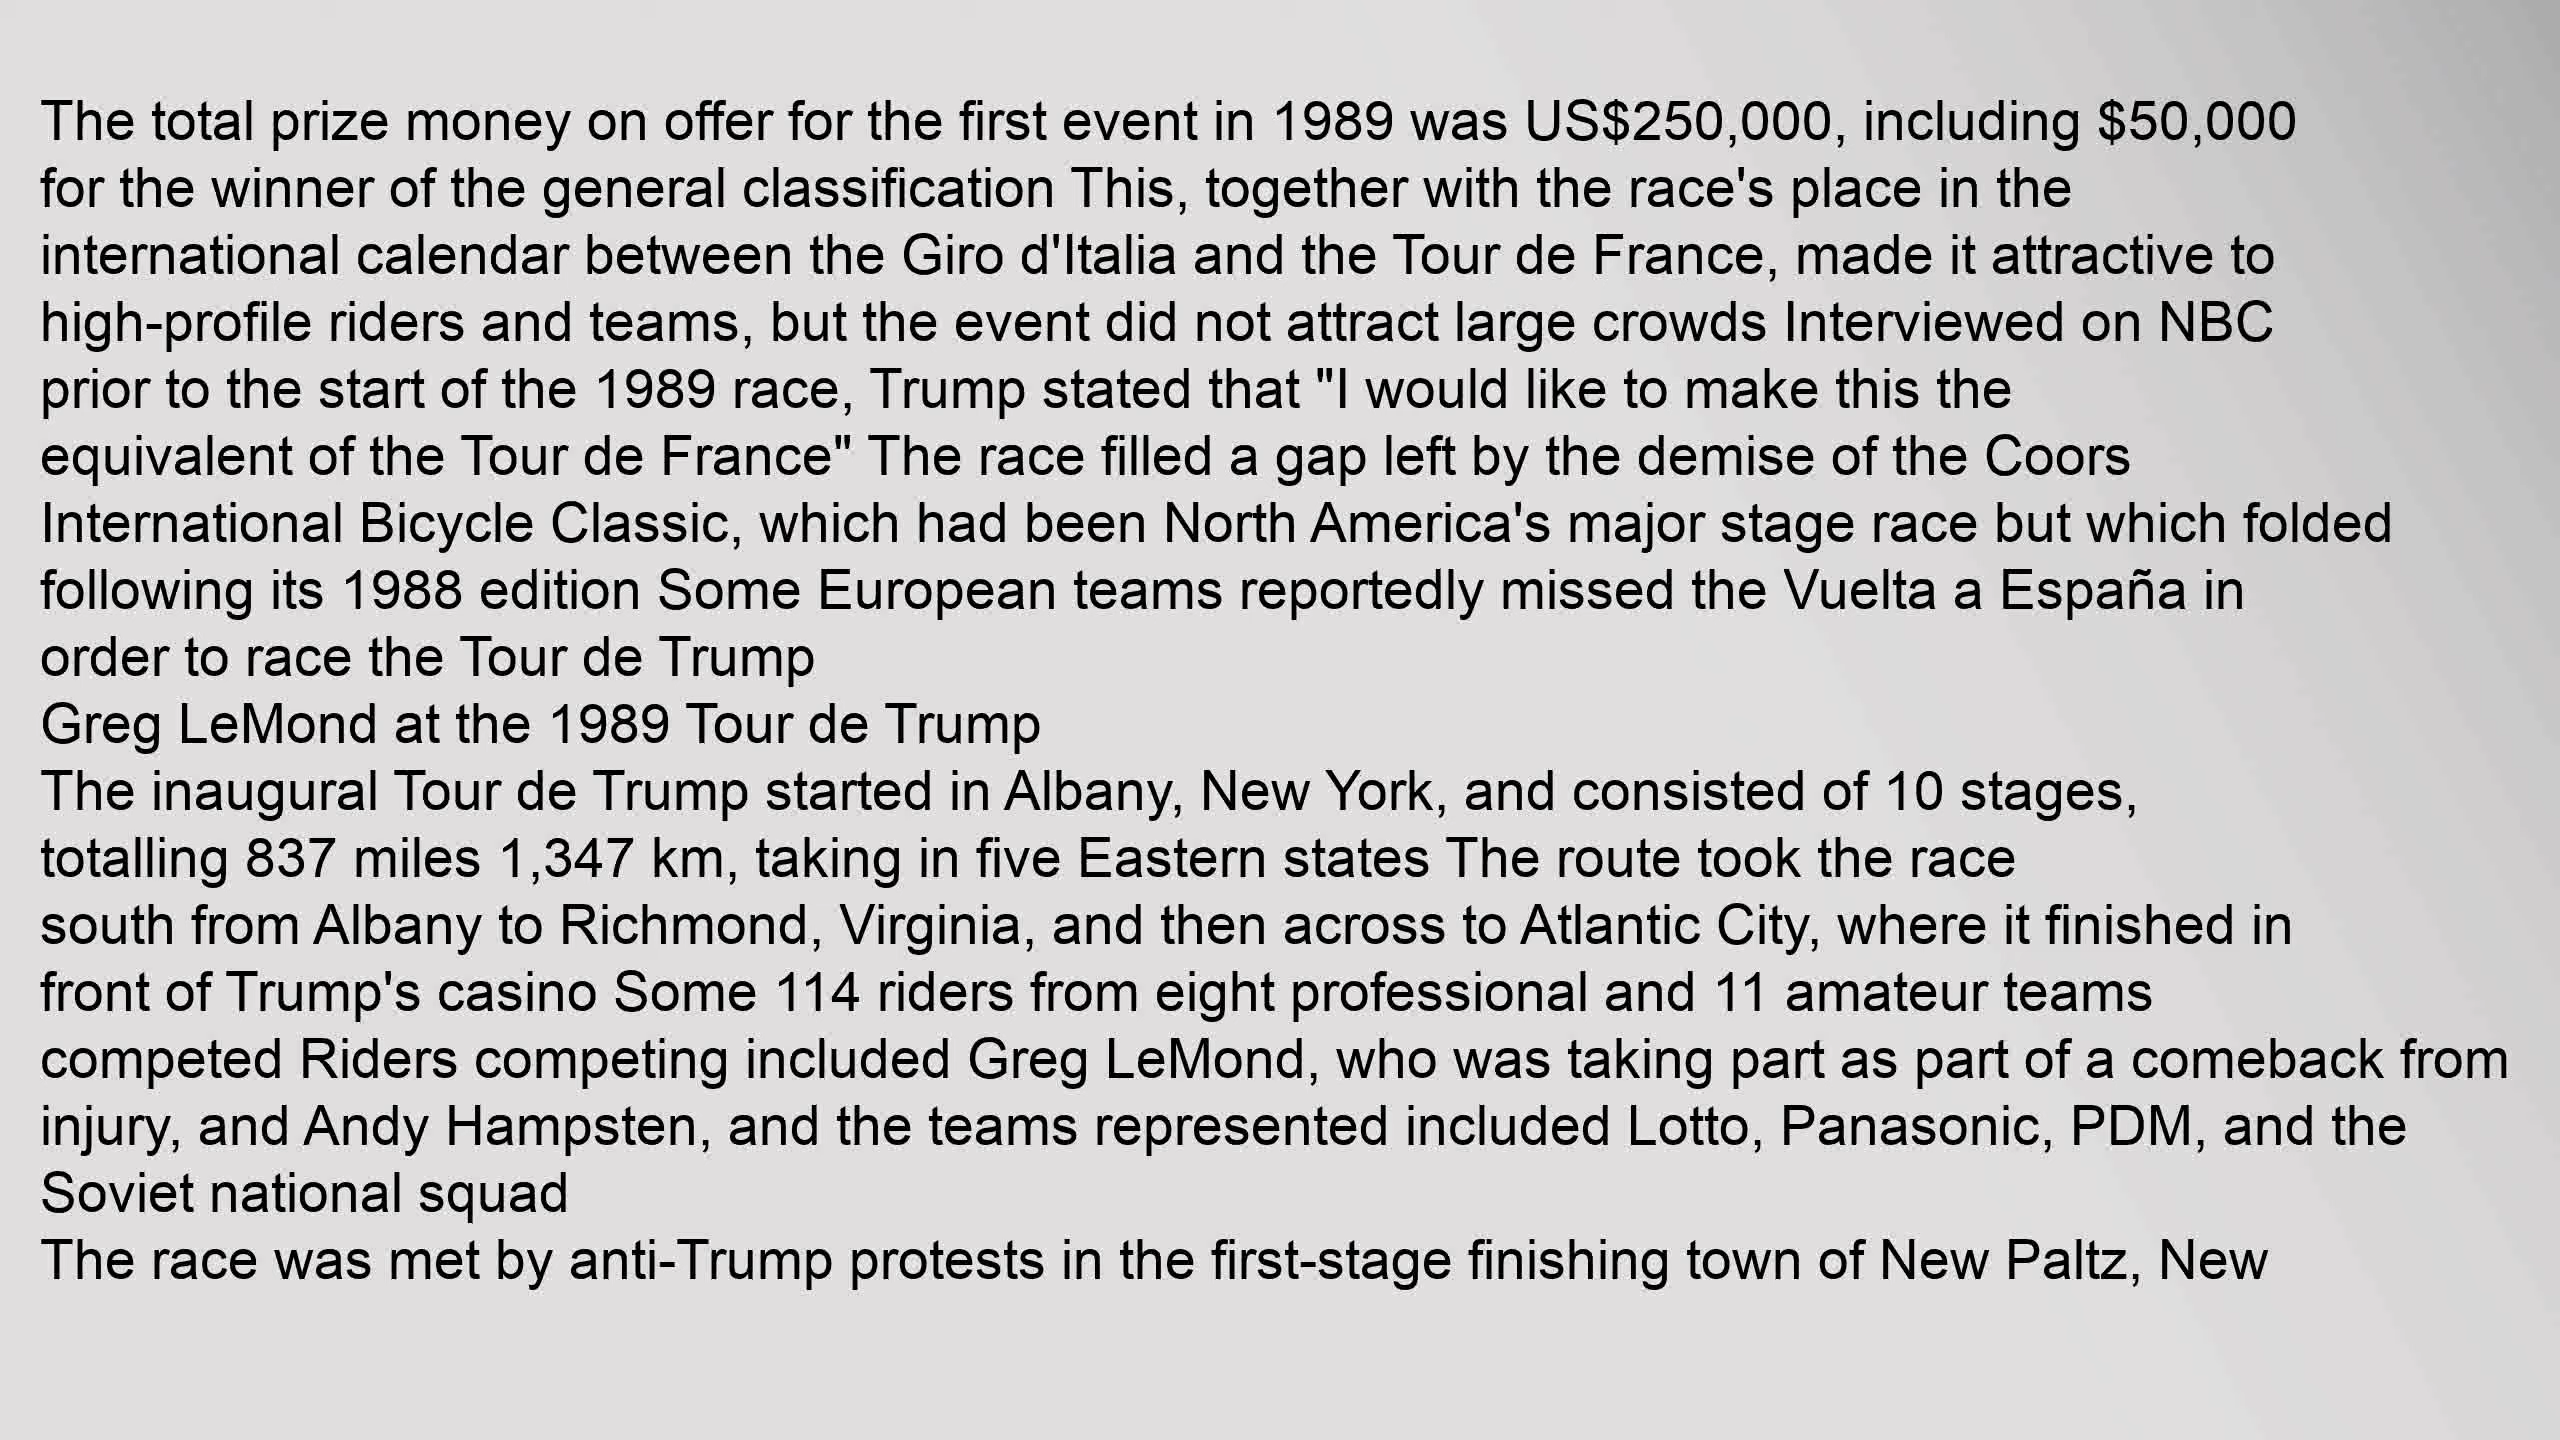 The total prize money on offer for the first event in 1989 was US$250,000, including $50,000
for the winner of the general classification This, together with the race's place in the
international calendar between the Giro d'Italia and the Tour de France, made it attractive to
high-profile riders and teams, but the event did not attract large crowds Interviewed on NBC
prior to the start of the 1989 race, Trump stated that "I would like to make this the
equivalent of the Tour de France" The race filled a gap left by the demise of the Coors
International Bicycle Classic, which had been North America's major stage race but which folded
following its 1988 edition Some European teams reportedly missed the Vuelta a España in
order to race the Tour de Trump
Greg LeMond at the 1989 Tour de Trump
The inaugural Tour de Trump started in Albany, New York, and consisted of 10 stages,
totalling 837 miles 1,347 km, taking in five Eastern states The route took the race
south from Albany to Richmond, Virginia, and then across to Atlantic City, where it finished in
front of Trump's casino Some 114 riders from eight professional and 11 amateur teams
competed Riders competing included Greg LeMond, who was taking part as part of a comeback from
injury, and Andy Hampsten, and the teams represented included Lotto, Panasonic, PDM, and the
Soviet national squad
The race was met by anti-Trump protests in the first-stage finishing town of New Paltz, New